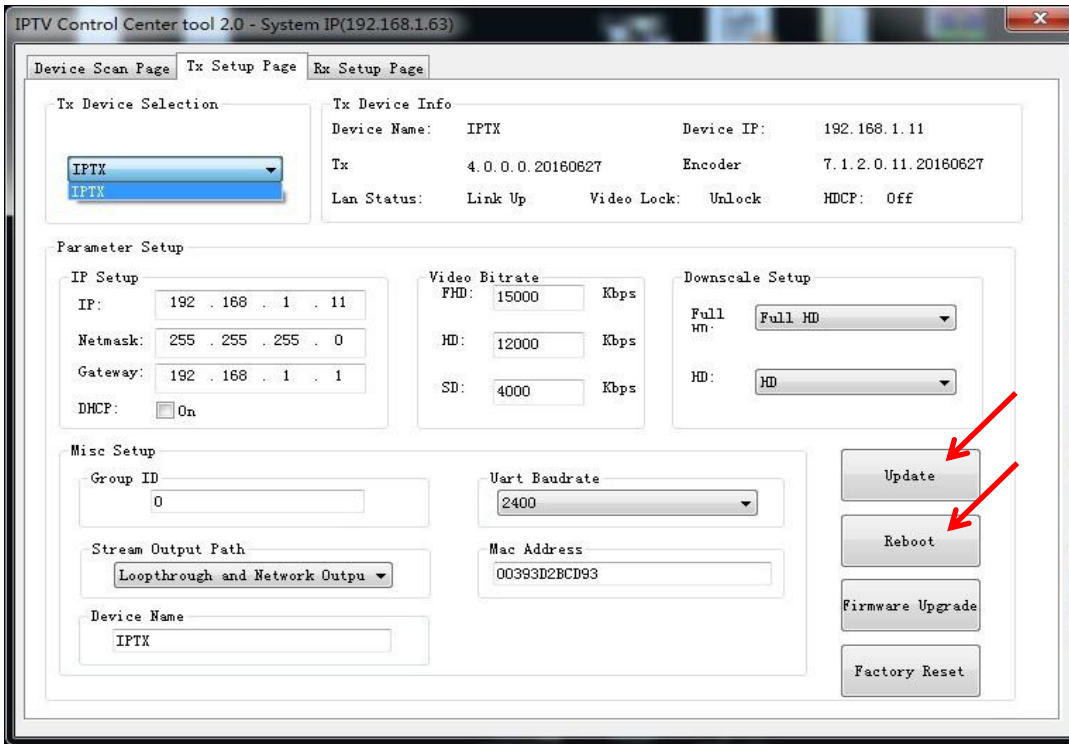 IPTV Control Center tool 2.0 - System IP(192.168.1.63)
Device Scan Page Tx Setup Page Rx Setup Page
Tx Device Selection
IPTX
IPTX
Tx Device Info
Device Name: IPTX Device IP: 192.168.1.11
Tx 4.0.0.0.20160627 Encoder 7.1.2.0.11.20160627
Lan Status: Link Up Video Lock: Unlock HDCP: Off
Parameter Setup
IP Setup
IP: 192 . 168 . 1 . 11
Netmask: 255 . 255 . 255 . 0
Gateway: 192 . 168 . 1 . 1
DHCP: On
Video Bitrate
FHD: 15000 Kbps
HD: 12000 Kbps
SD: 4000 Kbps
Downscale Setup
Full HD: Full HD
HD: HD
Misc Setup
Group ID
0
Uart Baudrate
2400
Stream Output Path
Loopthrough and Network Outpu
Mac Address
00393D2BCD93
Device Name
IPTX
Update
Reboot
Firmware Upgrade
Factory Reset